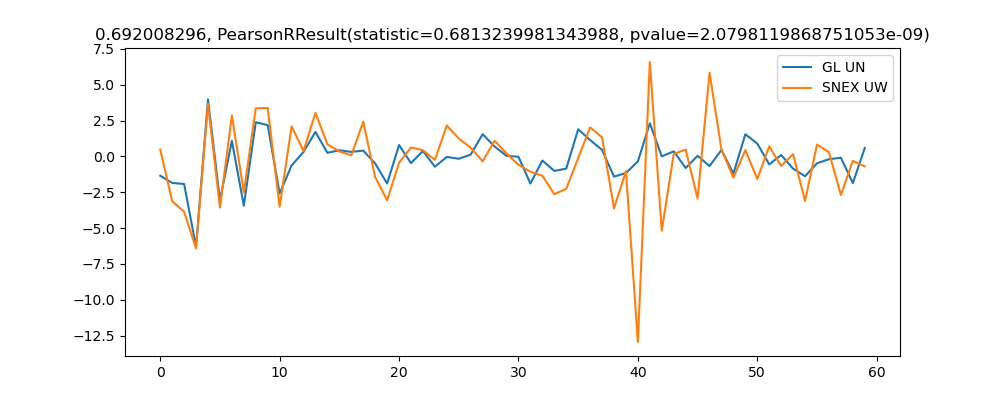 0.692008296, PearsonRResult(statistic=0.6813239981343988, pvalue=2.0798119868751053e-09)
7.5
5.0
2.5
0.0
−2.5
−5.0
−7.5
−10.0
−12.5
GL UN
SNEX UW
0 10 20 30 40 50 60